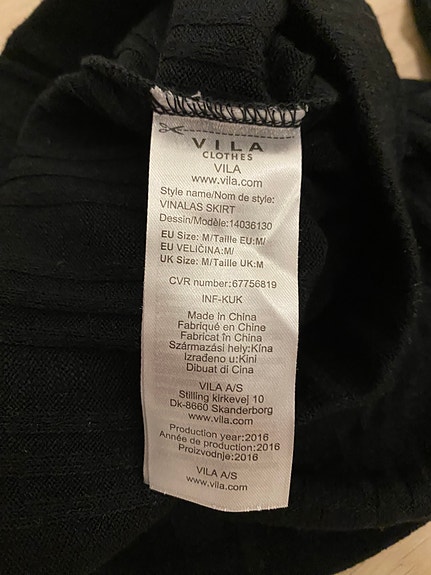 VILA
CLOTHES
VILA
www.vila.com
Style name/Nom de style:
VINALAS SKIRT
Dessin/Modèle:14036130
EU Size: M/Taille EU:M/
EU VELIČINA:M/
UK Size: M/Taille UK:M
CVR number:67756819
INF-KUK
Made in China
Fabriqué en Chine
Fabricat în China
Származási hely:Kína
Izrađeno u:Kini
Dibuat di Cina
VILA A/S
Stilling kirkevej 10
Dk-8660 Skanderborg
www.vila.com
Production year:2016
Année de production:2016
Proizvodnje:2016
VILA A/S
www.vila.com